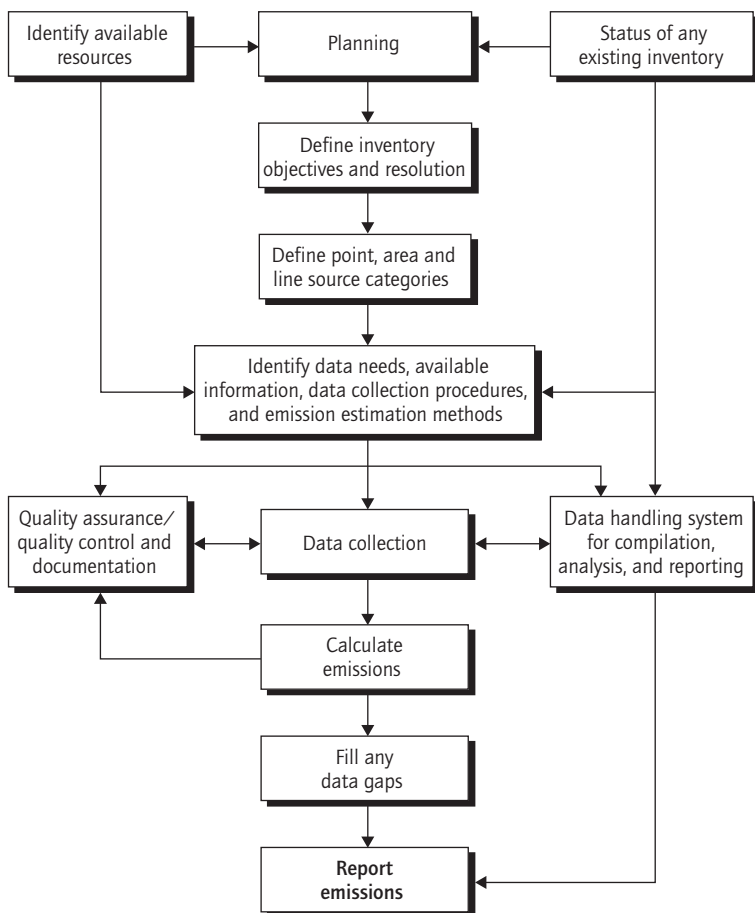 Identify available
resources
Planning
Status of any
existing inventory
Define inventory
objectives and resolution
Define point, area and
line source categories
Identify data needs, available
information, data collection procedures,
and emission estimation methods
Quality assurance/
quality control and
documentation
Data collection
Data handling system
for compilation,
analysis, and reporting
Calculate
emissions
Fill any
data gaps
Report
emissions